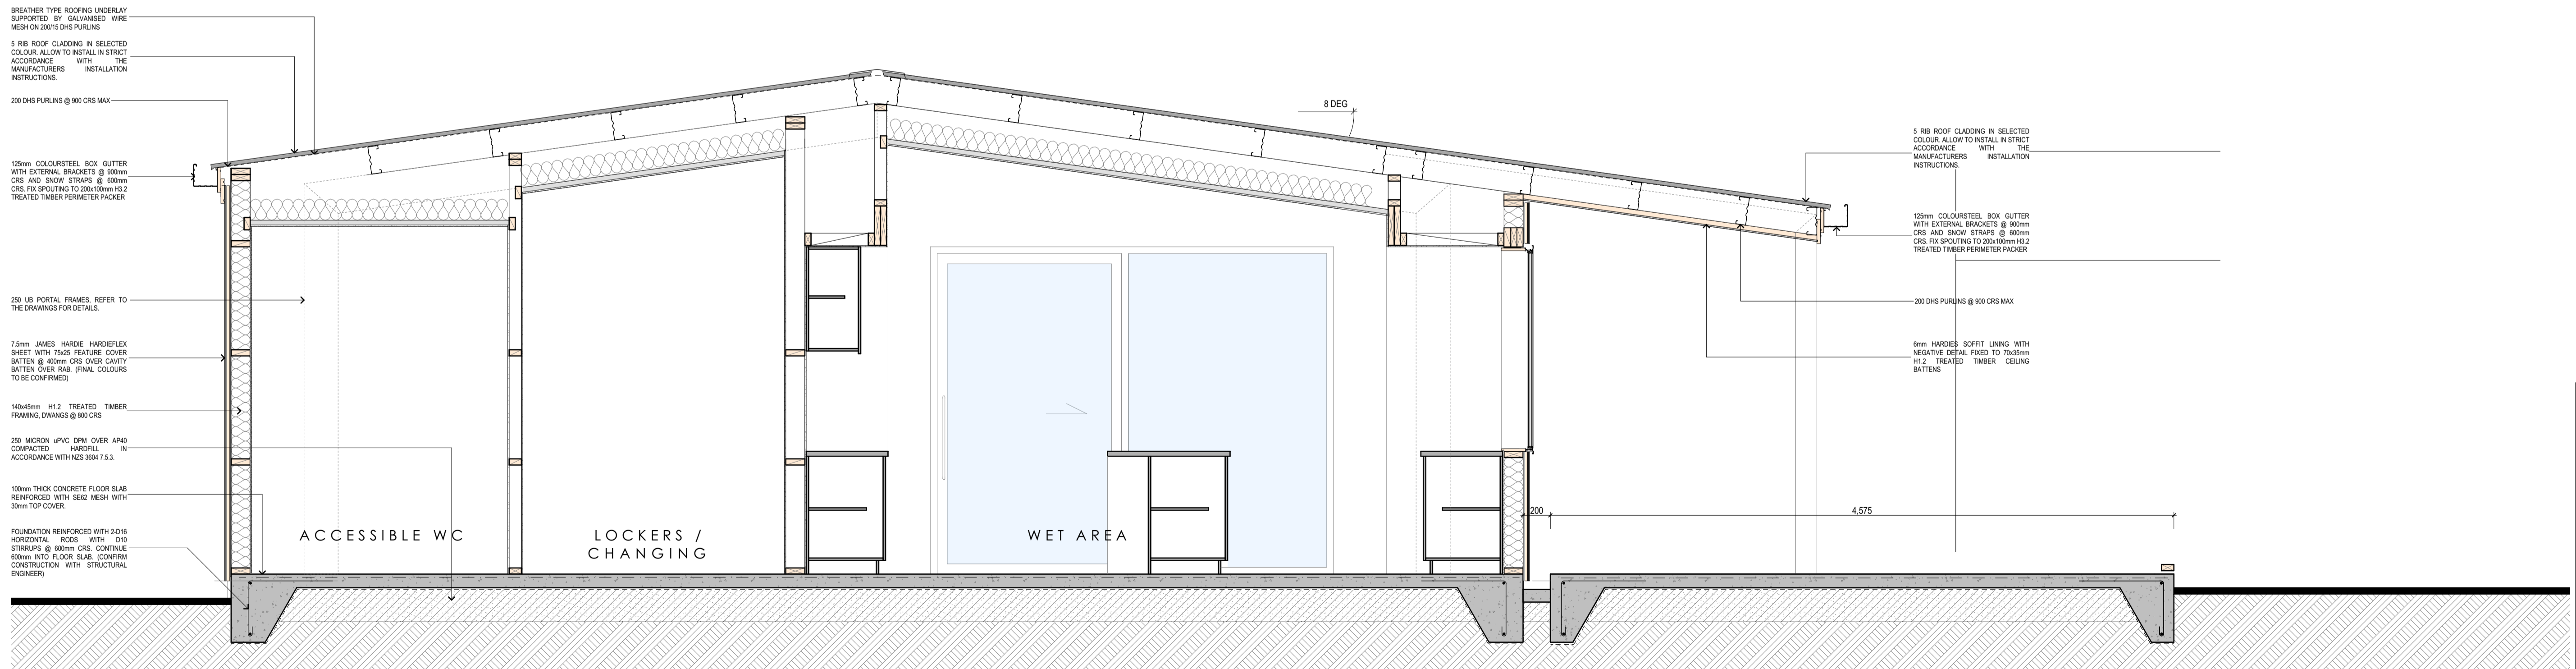 BREATHER TYPE ROOFING UNDERLAY
SUPPORTED BY GALVANISED WIRE
MESH ON 200/15 DHS PURLINS
5 RIB ROOF CLADDING IN SELECTED
COLOUR. ALLOW TO INSTALL IN STRICT
ACCORDANCE WITH THE
MANUFACTURERS INSTALLATION
INSTRUCTIONS.
200 DHS PURLINS @ 900 CRS MAX
125mm COLOURSTEEL BOX GUTTER
WITH EXTERNAL BRACKETS @ 900mm
CRS AND SNOW STRAPS @ 600mm
CRS. FIX SPOUTING TO 200x100mm H3.2
TREATED TIMBER PERIMETER PACKER
250 UB PORTAL FRAMES, REFER TO
THE DRAWINGS FOR DETAILS.
7.5mm JAMES HARDIE HARDIEFLEX
SHEET WITH 75x25 FEATURE COVER
BATTEN @ 400mm CRS OVER CAVITY
BATTEN OVER RAB. (FINAL COLOURS
TO BE CONFIRMED)
140x45mm H1.2 TREATED TIMBER
FRAMING, DWANGS @ 800 CRS
250 MICRON uPVC DPM OVER AP40
COMPACTED HARDFILL IN
ACCORDANCE WITH NZS 3604 7.5.3.
100mm THICK CONCRETE FLOOR SLAB
REINFORCED WITH SE62 MESH WITH
30mm TOP COVER.
FOUNDATION REINFORCED WITH 2-D16
HORIZONTAL RODS WITH D10
STIRRUPS @ 600mm CRS. CONTINUE
600mm INTO FLOOR SLAB. (CONFIRM
CONSTRUCTION WITH STRUCTURAL
ENGINEER)
ACCESSIBLE WC
LOCKERS /
CHANGING
WET AREA
8 DEG
200
4,575
5 RIB ROOF CLADDING IN SELECTED
COLOUR. ALLOW TO INSTALL IN STRICT
ACCORDANCE WITH THE
MANUFACTURERS INSTALLATION
INSTRUCTIONS.
125mm COLOURSTEEL BOX GUTTER
WITH EXTERNAL BRACKETS @ 900mm
CRS AND SNOW STRAPS @ 600mm
CRS. FIX SPOUTING TO 200x100mm H3.2
TREATED TIMBER PERIMETER PACKER
200 DHS PURLINS @ 900 CRS MAX
6mm HARDIES SOFFIT LINING WITH
NEGATIVE DETAIL FIXED TO 70x35mm
H1.2 TREATED TIMBER CEILING
BATTENS